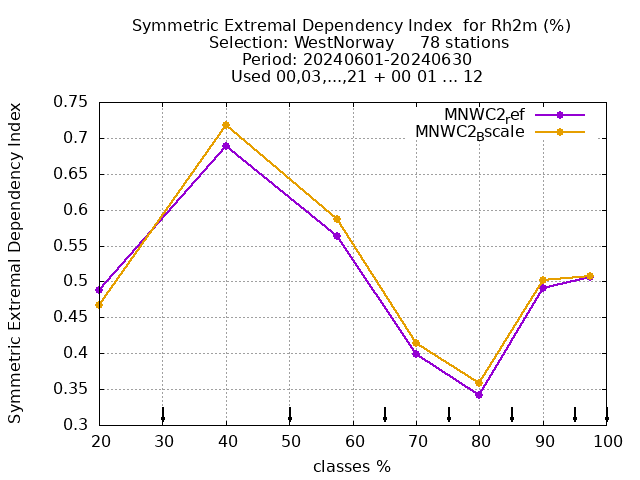 Symmetric Extremal Dependency Index  for Rh2m (%)
Selection: WestNorway     78 stations
Period: 20240601-20240630
Used 00,03,...,21 + 00 01 ... 12
Symmetric Extremal Dependency Index
0.75
0.7
0.65
0.6
0.55
0.5
0.45
0.4
0.35
0.3
MNWC2_ref
MNWC2_Bscale
20 30 40 50 60 70 80 90 100
classes %